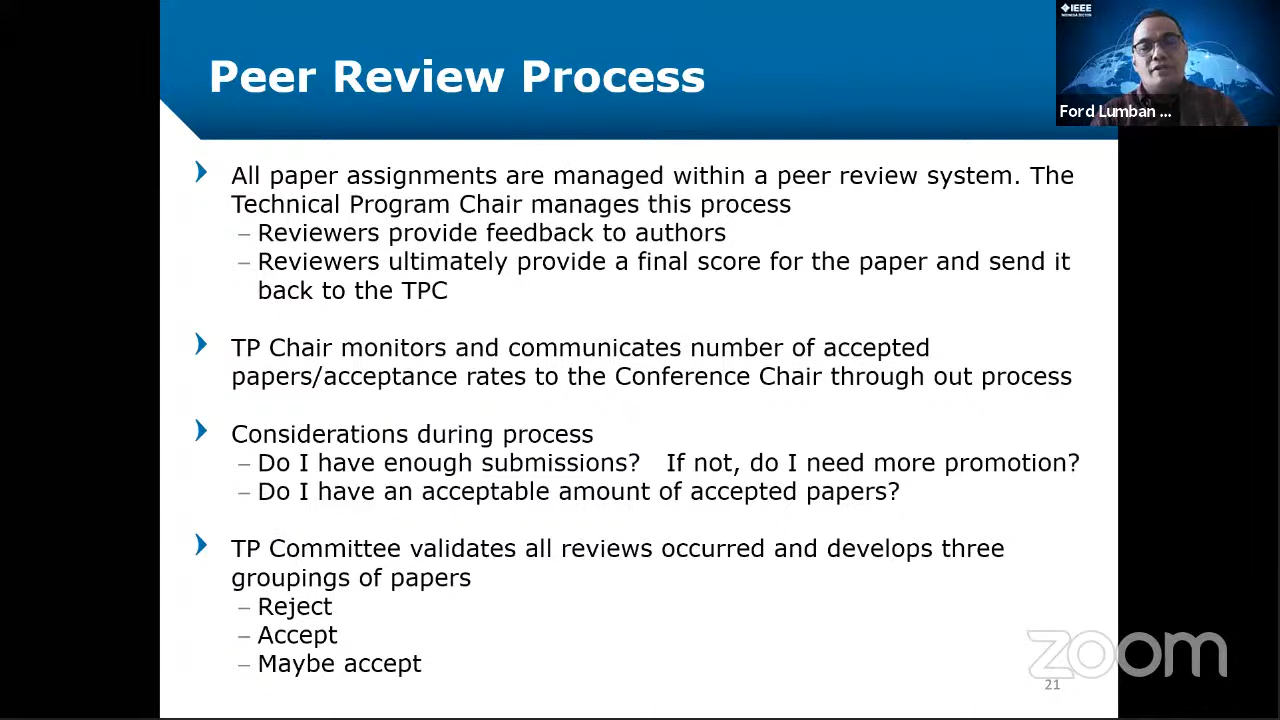 IEEE
INDONESIA SECTION
Ford Lumban ...
Peer Review Process
All paper assignments are managed within a peer review system. The
Technical Program Chair manages this process
– Reviewers provide feedback to authors
– Reviewers ultimately provide a final score for the paper and send it
back to the TPC
TP Chair monitors and communicates number of accepted
papers/acceptance rates to the Conference Chair through out process
Considerations during process
– Do I have enough submissions? If not, do I need more promotion?
– Do I have an acceptable amount of accepted papers?
TP Committee validates all reviews occurred and develops three
groupings of papers
– Reject
– Accept
– Maybe accept
zoom
21